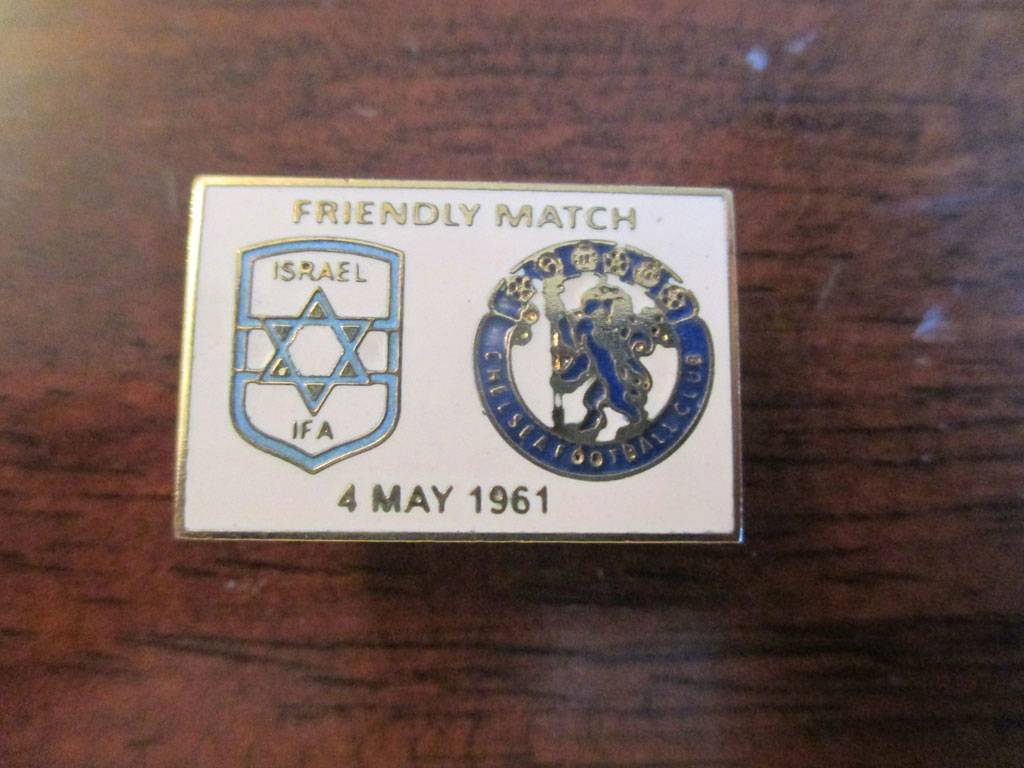 FRIENDLY MATCH
ISRAEL
IFA
CHELSEA FOOTBALL CLUB
4 MAY 1961